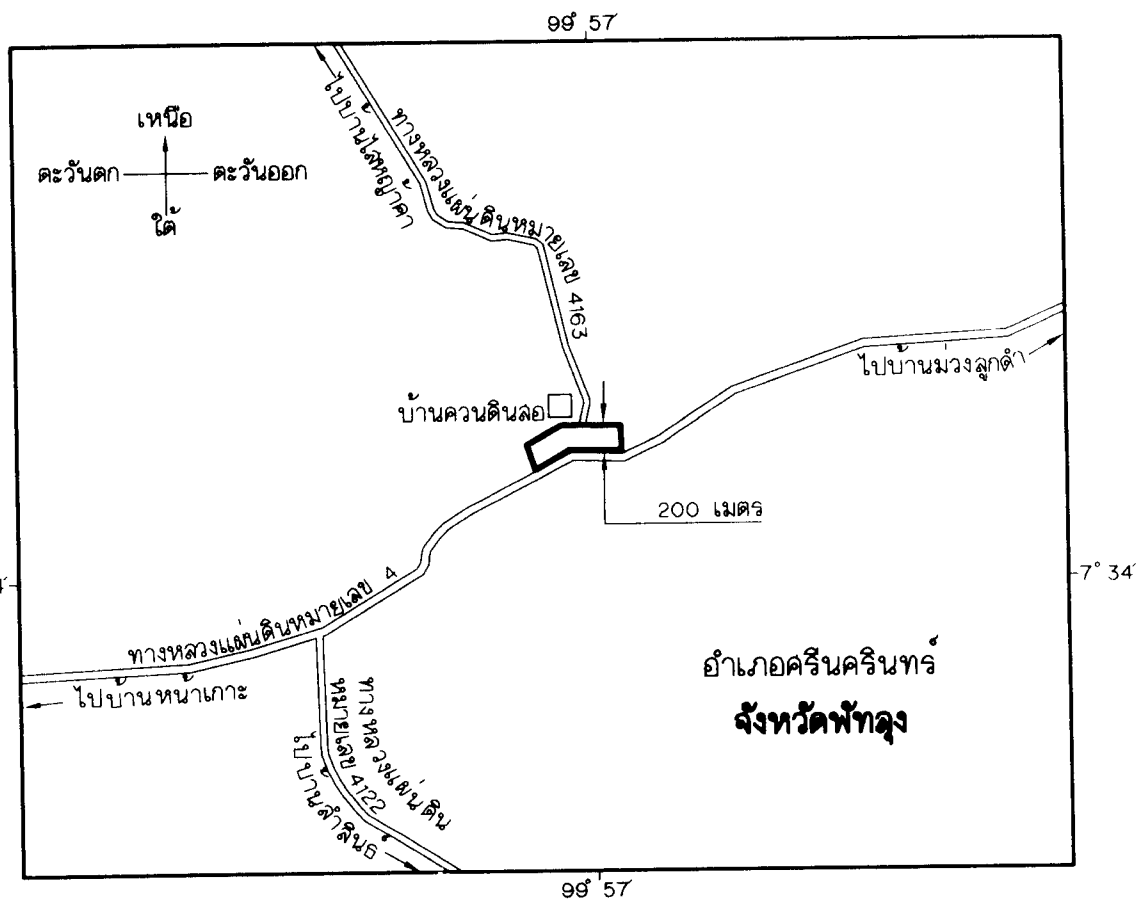 99° 57′
เหนือ
ตะวันตก
ตะวันออก
ใต้
ไปบ้านไสหญ้าค้า
ทางหลวงแผ่นดินหมายเลข 4163
ไปบ้านม่วงลูกดำ
บ้านควนดินสอ
200 เมตร
7° 34′
ทางหลวงแผ่นดินหมายเลข 4
ไปบ้านหน้าเกาะ
อำเภอศรีนครินทร์
จังหวัดพัทลุง
ทางหลวงแผ่นดิน
หมายเลข 4122
ไปบ้านลำสินธุ์
99° 57′